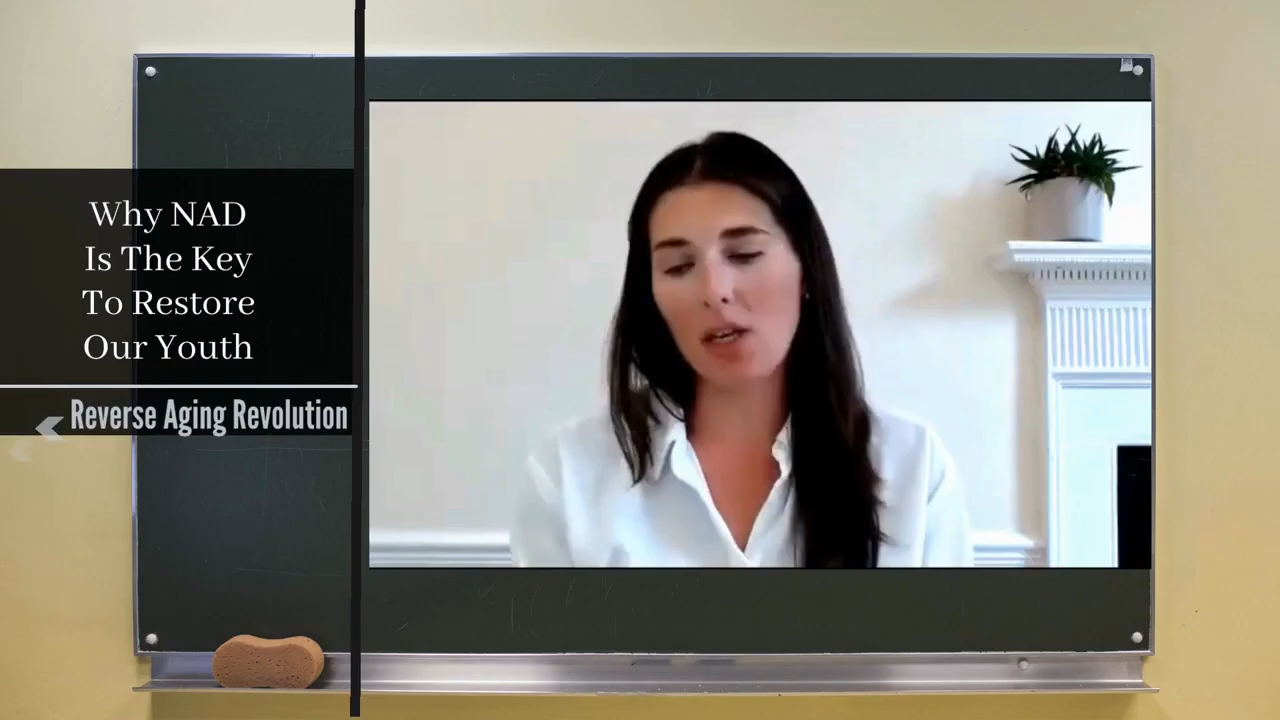 Why NAD
Is The Key
To Restore
Our Youth
Reverse Aging Revolution